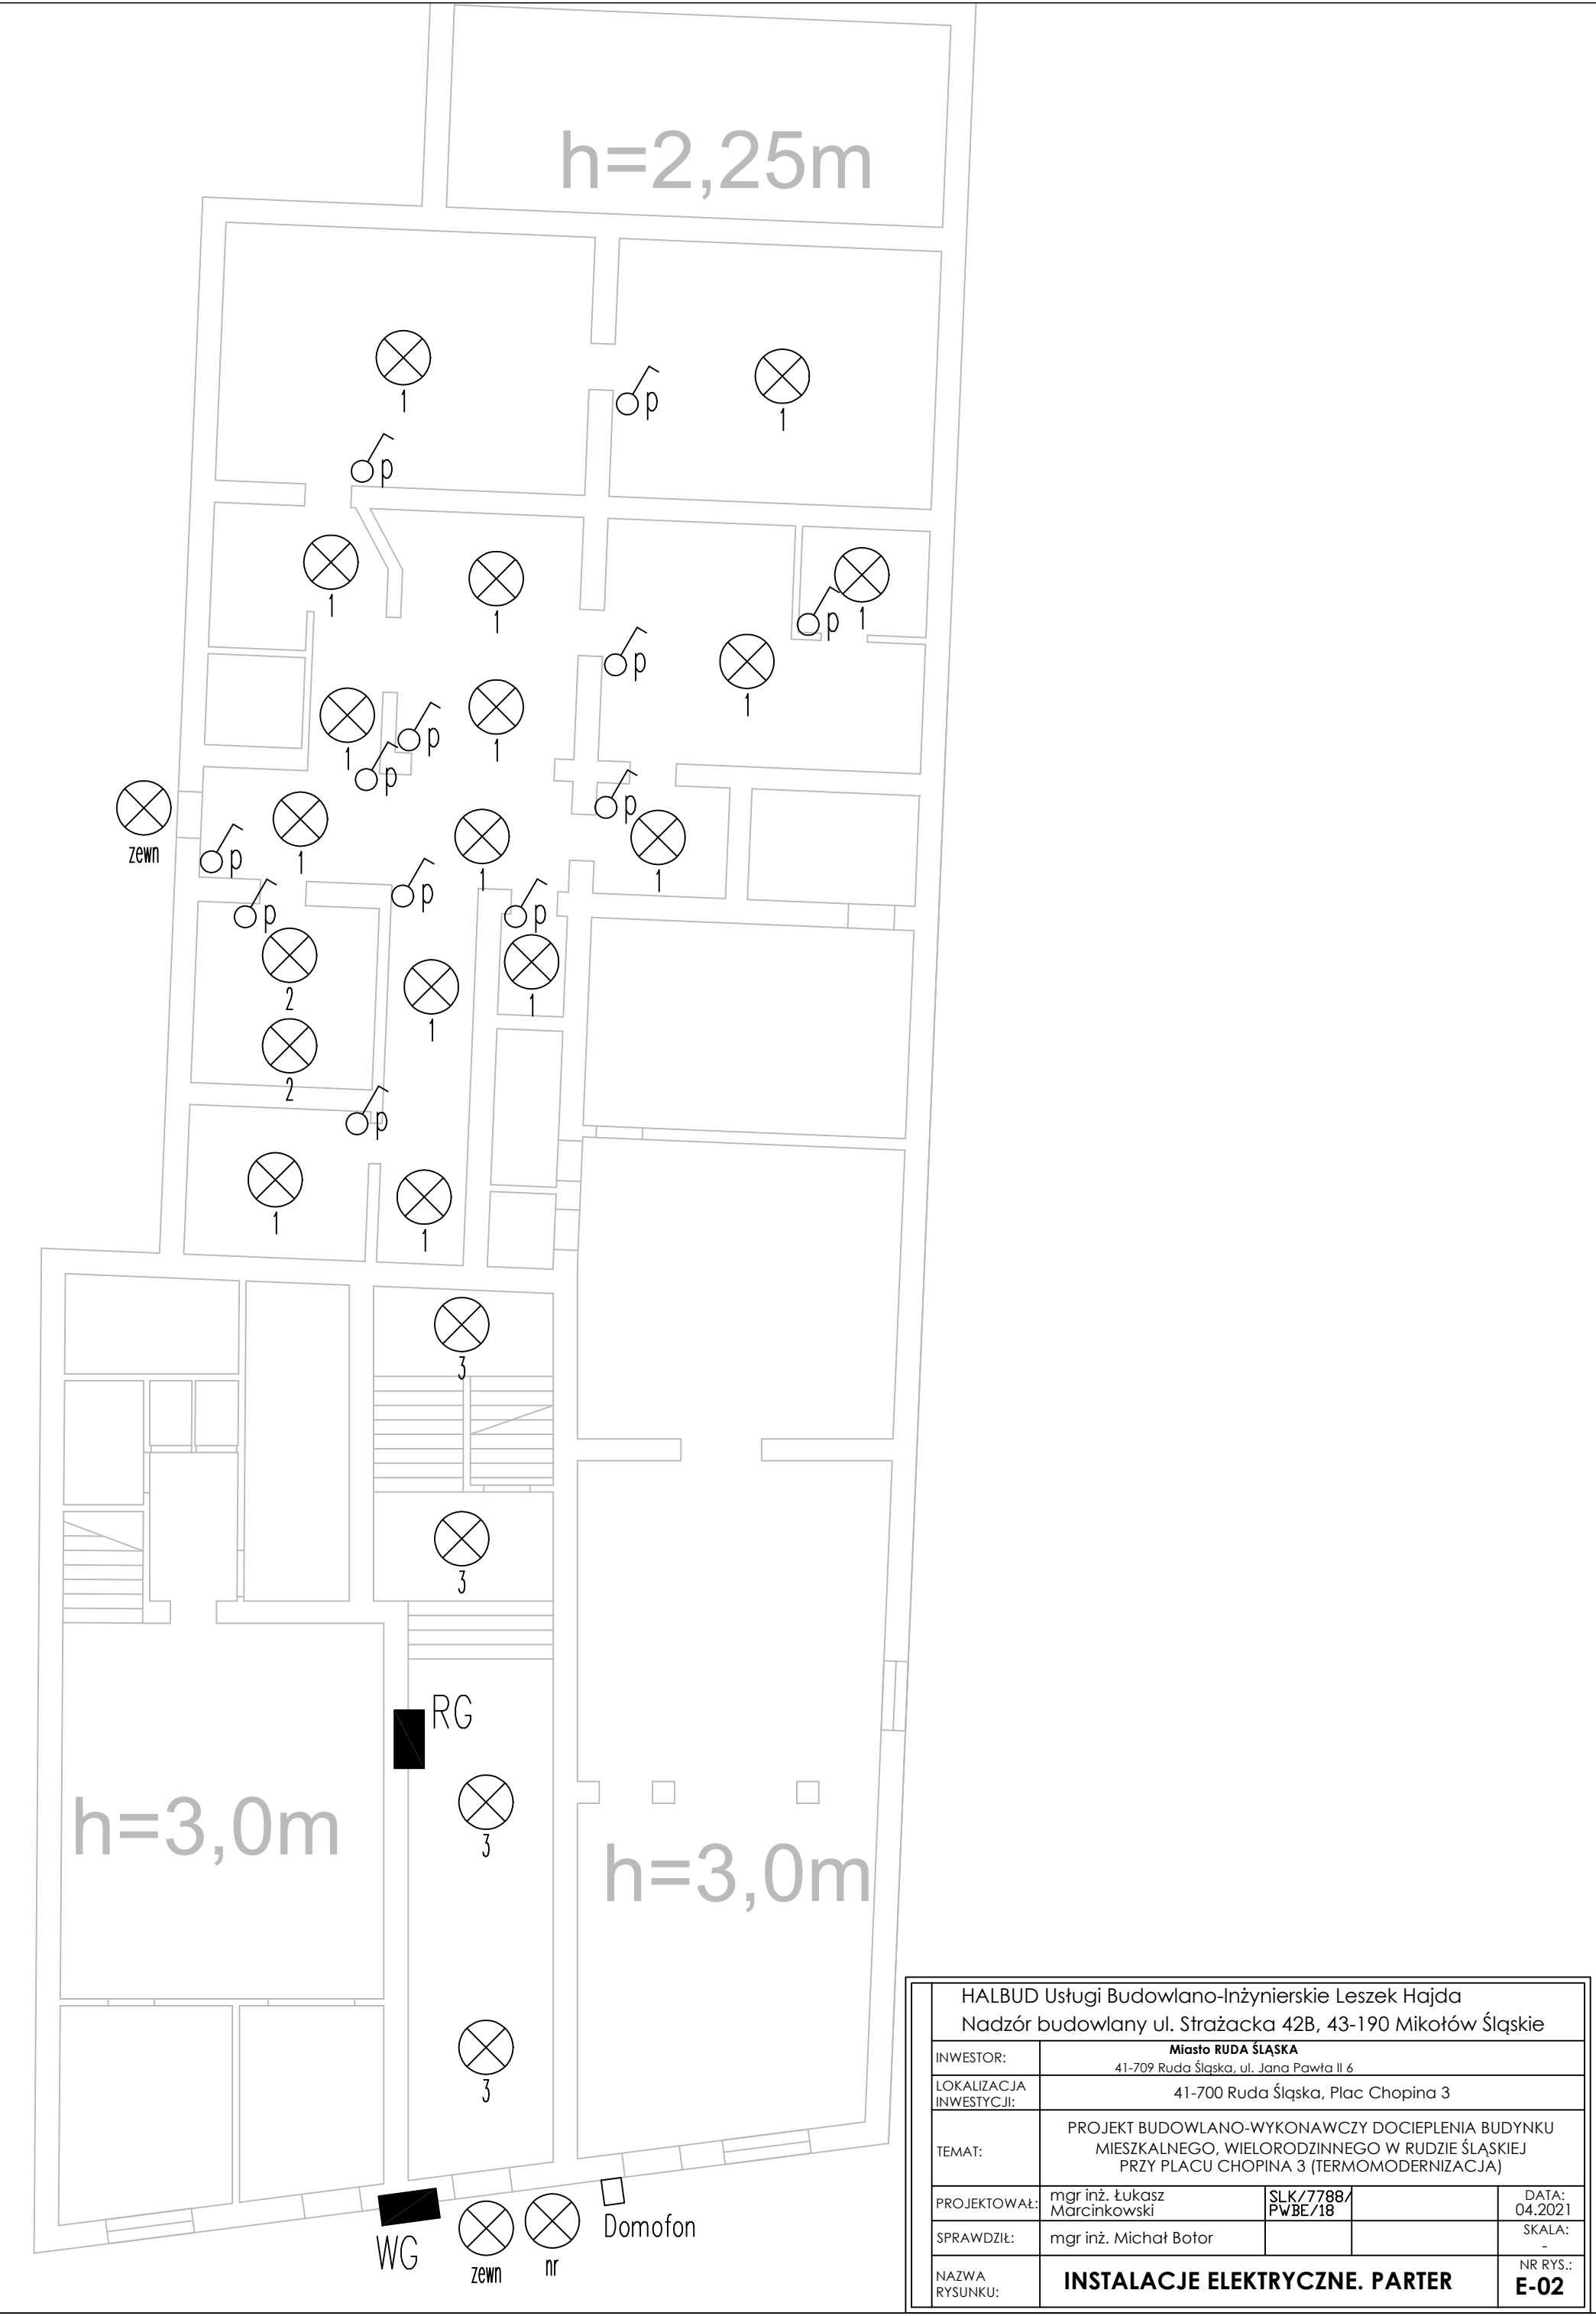 h=2,25m
1
1
p
p
1
1
1
p
p
1
1
1
p
p
zewn
1
1
p
1
p
p
p
p
2
1
1
2
p
1
1
3
3
RG
3
h=3,0m
h=3,0m
3
WG
zewn
nr
Domofon
HALBUD Usługi Budowlano-Inżynierskie Leszek Hajda
Nadzór budowlany ul. Strażacka 42B, 43-190 Mikołów Śląskie
INWESTOR:
Miasto RUDA ŚLĄSKA
41-709 Ruda Śląska, ul. Jana Pawła II 6
LOKALIZACJA
INWESTYCJI:
41-700 Ruda Śląska, Plac Chopina 3
TEMAT:
PROJEKT BUDOWLANO-WYKONAWCZY DOCIEPLENIA BUDYNKU
MIESZKALNEGO, WIELORODZINNEGO W RUDZIE ŚLĄSKIEJ
PRZY PLACU CHOPINA 3 (TERMOMODERNIZACJA)
PROJEKTOWAŁ:
mgr inż. Łukasz
Marcinkowski
SLK/7788/
PWBE/18
DATA:
04.2021
SPRAWDZIŁ:
mgr inż. Michał Botor
SKALA:
-
NAZWA
RYSUNKU:
INSTALACJE ELEKTRYCZNE. PARTER
NR RYS.:
E-02